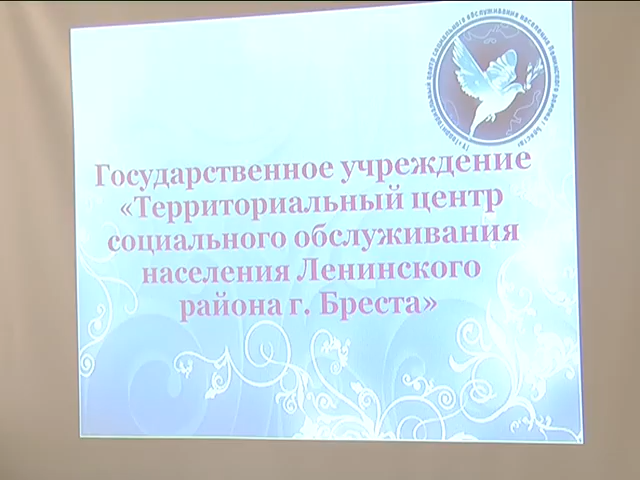 Государственное учреждение
«Территориальный центр
социального обслуживания
населения Ленинского
района г. Бреста»